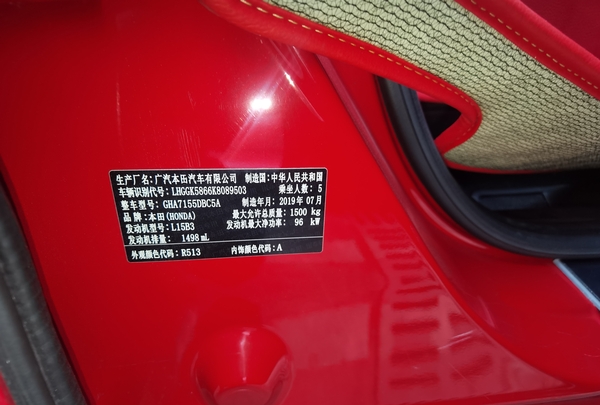 生产厂名:广汽本田汽车有限公司 制造国:中华人民共和国
车辆识别代号:LHGGK5866K8089503 乘坐人数:5
整车型号:GHA7155DBC5A 制造年月:2019年07月
品牌:本田(HONDA) 最大允许总质量:1500 kg
发动机型号:L15B3 发动机最大净功率:96 kW
发动机排量:1498 mL
外观颜色代码:R513 内饰颜色代码:A